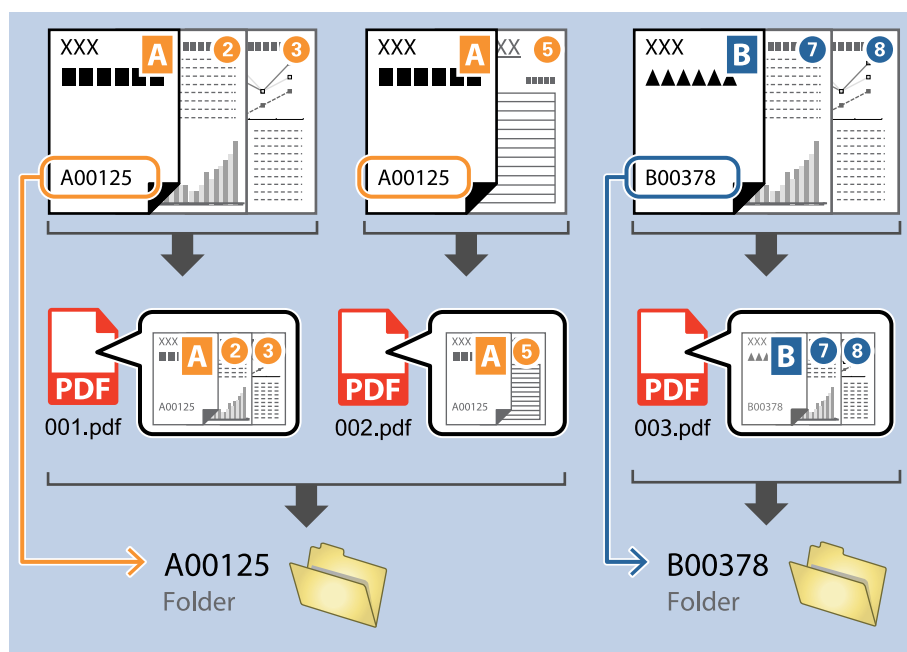 XXX A 2 3
A00125
XXX A XX 5
A00125
XXX B 7 8
B00378
PDF
001.pdf
XXX A 2 3
A00125
PDF
002.pdf
XXX A 5
A00125
PDF
003.pdf
XXX B 7 8
B00378
A00125
Folder
B00378
Folder